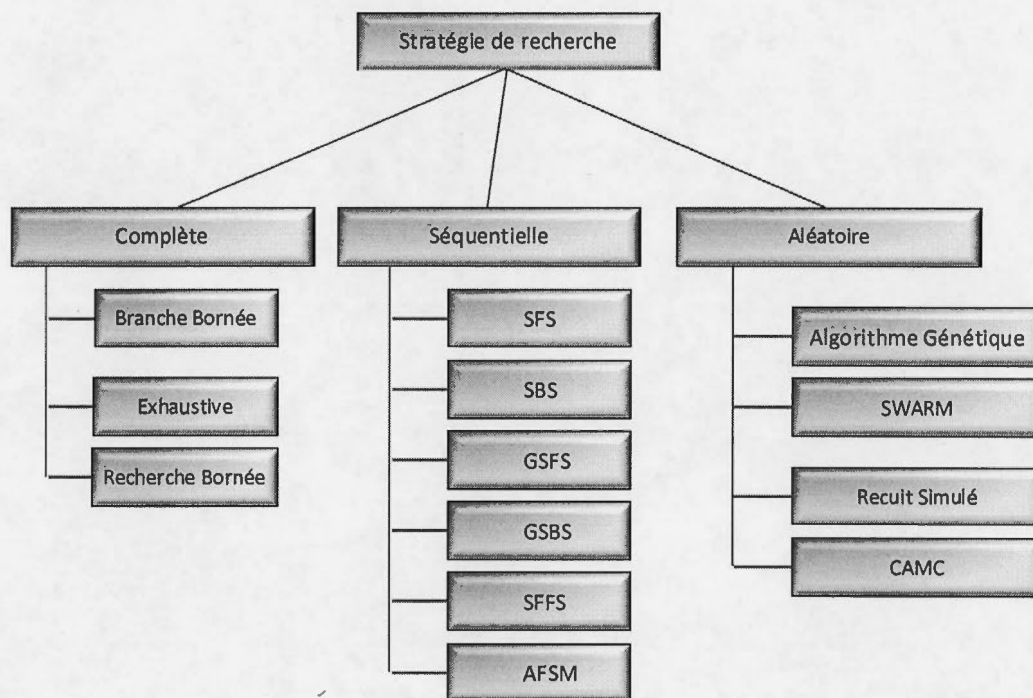 Stratégie de recherche
Complète
Branche Bornée
Exhaustive
Recherche Bornée
Séquentielle
SFS
SBS
GSFS
GSBS
SFFS
AFSM
Aléatoire
Algorithme Génétique
SWARM
Recuit Simulé
CAMC